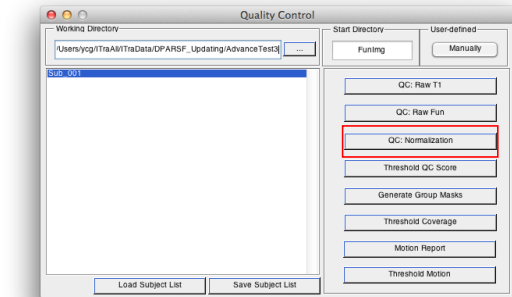 Quality Control
Working Directory
Start Directory
User-defined
/Users/ycg/ITraAll/ITraData/DPARSF_Updating/AdvanceTest3
...
FunImg
Manually
Sub_001
QC: Raw T1
QC: Raw Fun
QC: Normalization
Threshold QC Score
Generate Group Masks
Threshold Coverage
Motion Report
Threshold Motion
Load Subject List
Save Subject List